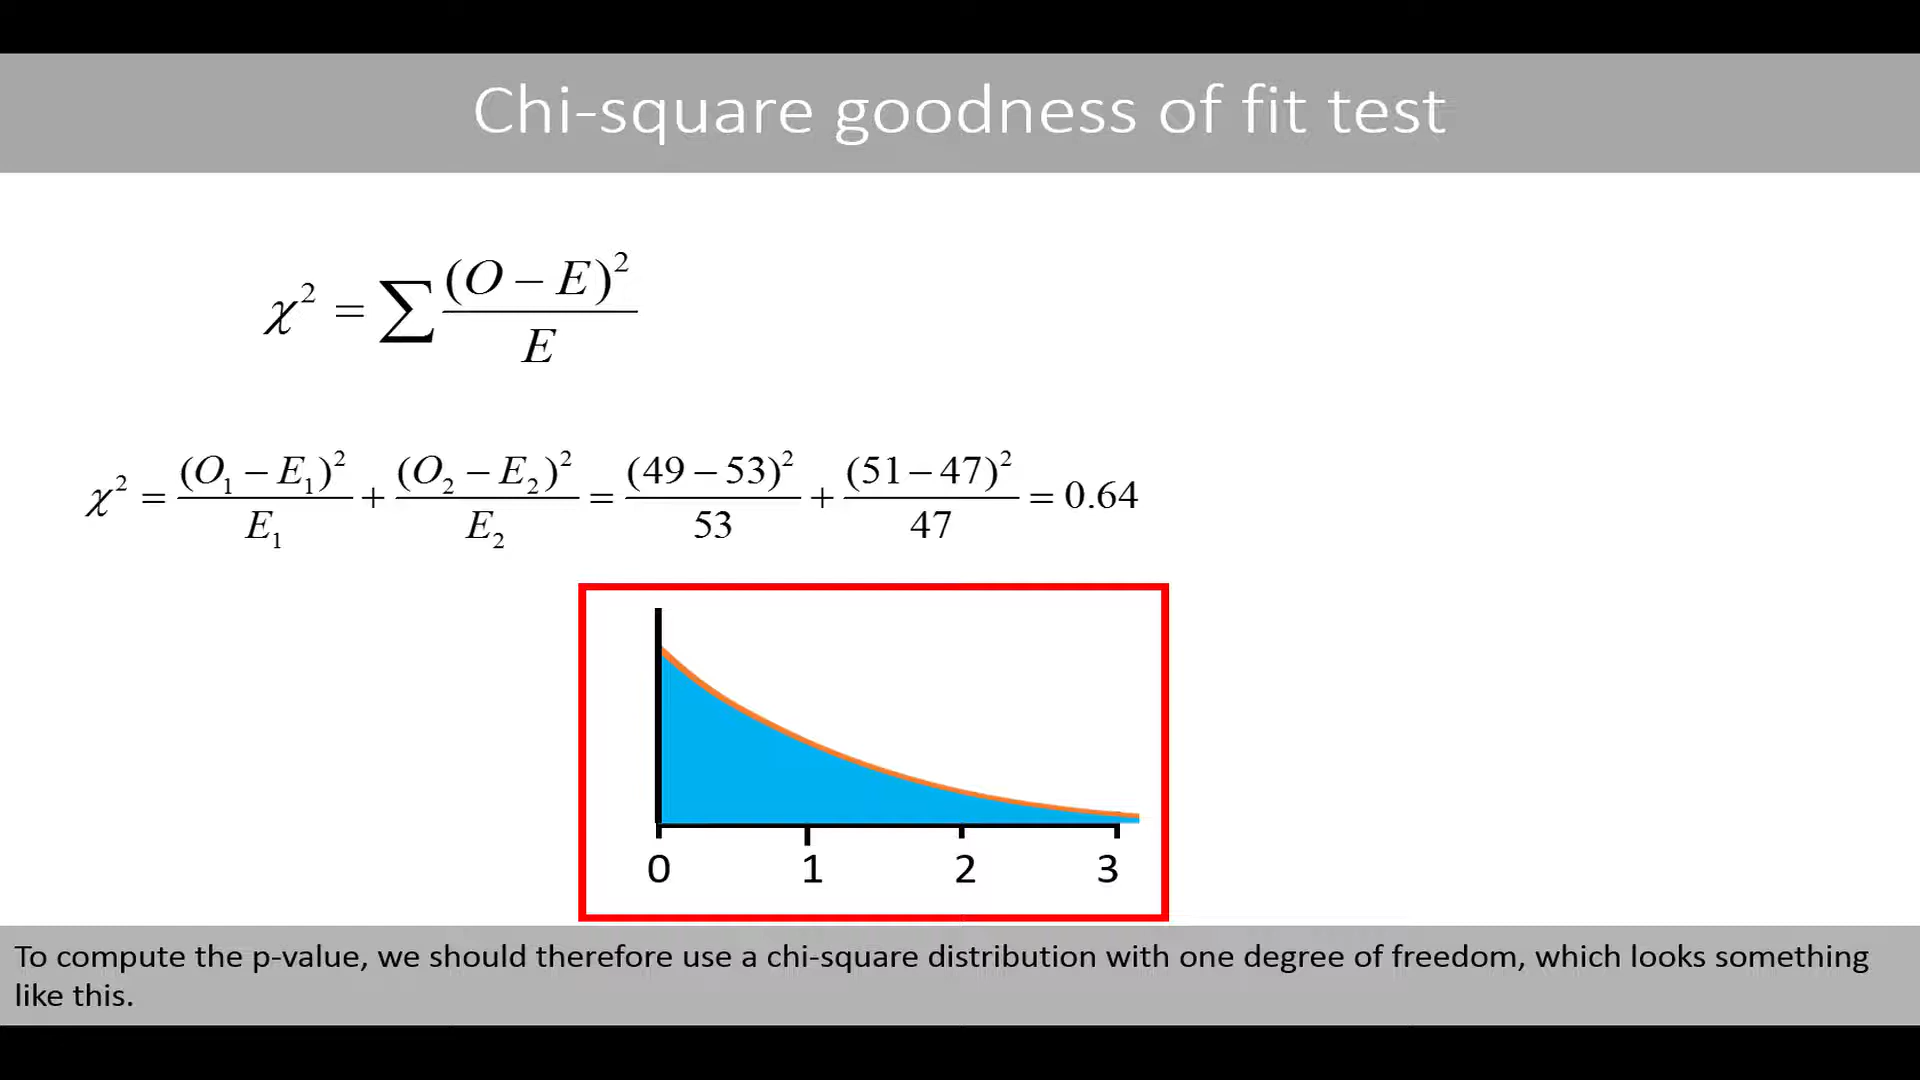 Chi-square goodness of fit test
χ² = ∑ (O − E)² / E
χ² = (O₁ − E₁)² / E₁ + (O₂ − E₂)² / E₂ = (49 − 53)² / 53 + (51 − 47)² / 47 = 0.64
0 1 2 3
To compute the p-value, we should therefore use a chi-square distribution with one degree of freedom, which looks something
like this.